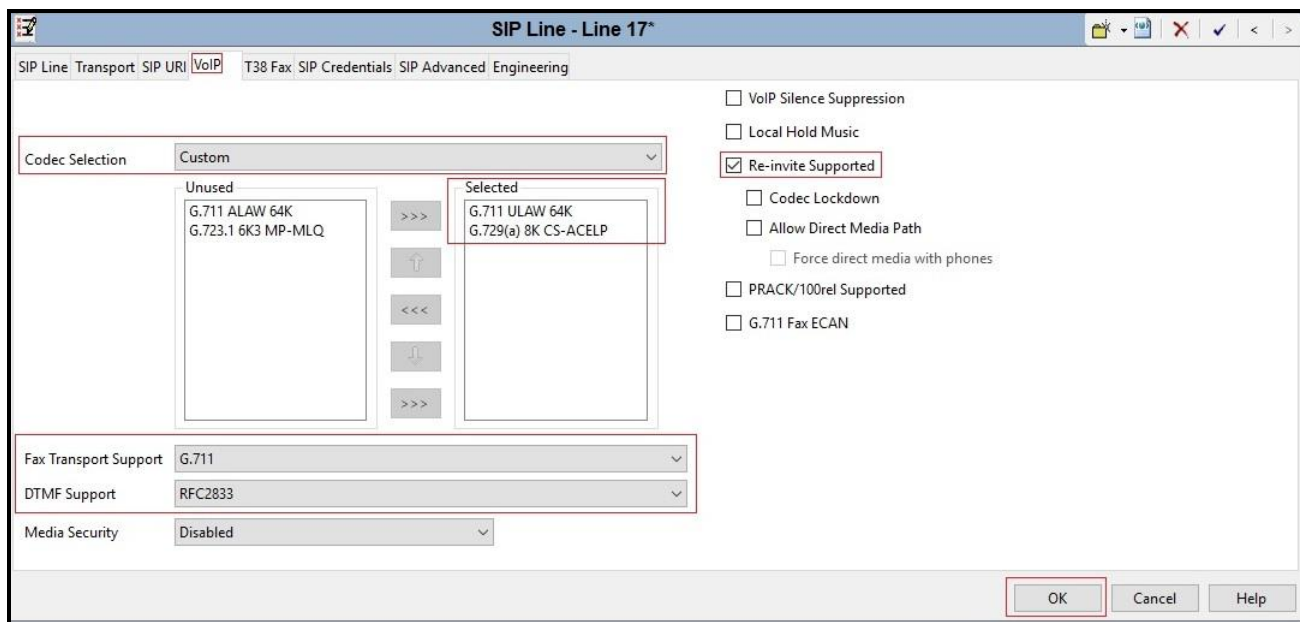 SIP Line - Line 17*
SIP Line Transport SIP URI VoIP T38 Fax SIP Credentials SIP Advanced Engineering
Codec Selection Custom
Unused
G.711 ALAW 64K
G.723.1 6K3 MP-MLQ
>>>
<<<
>>>
Selected
G.711 ULAW 64K
G.729(a) 8K CS-ACELP
Fax Transport Support G.711
DTMF Support RFC2833
Media Security Disabled
VoIP Silence Suppression
Local Hold Music
Re-invite Supported
Codec Lockdown
Allow Direct Media Path
Force direct media with phones
PRACK/100rel Supported
G.711 Fax ECAN
OK Cancel Help